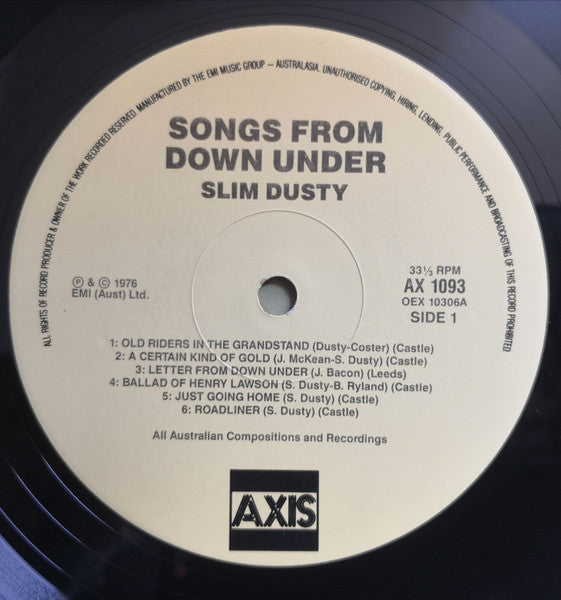 ALL RIGHTS OF RECORD PRODUCER & OWNER OF THE WORK RECORDED RESERVED. MANUFACTURED BY THE EMI MUSIC GROUP – AUSTRALASIA. UNAUTHORISED COPYING, HIRING, LENDING, PUBLIC PERFORMANCE AND BROADCASTING OF THIS RECORD PROHIBITED
SONGS FROM
DOWN UNDER
SLIM DUSTY
Ⓟ & © 1976
EMI (Aust) Ltd.
33⅓ RPM
AX 1093
OEX 10306A
SIDE 1
1: OLD RIDERS IN THE GRANDSTAND (Dusty-Coster) (Castle)
2: A CERTAIN KIND OF GOLD (J. McKean-S. Dusty) (Castle)
3: LETTER FROM DOWN UNDER (J. Bacon) (Leeds)
4: BALLAD OF HENRY LAWSON (S. Dusty-B. Ryland) (Castle)
5: JUST GOING HOME (S. Dusty) (Castle)
6: ROADLINER (S. Dusty) (Castle)
All Australian Compositions and Recordings
AXIS